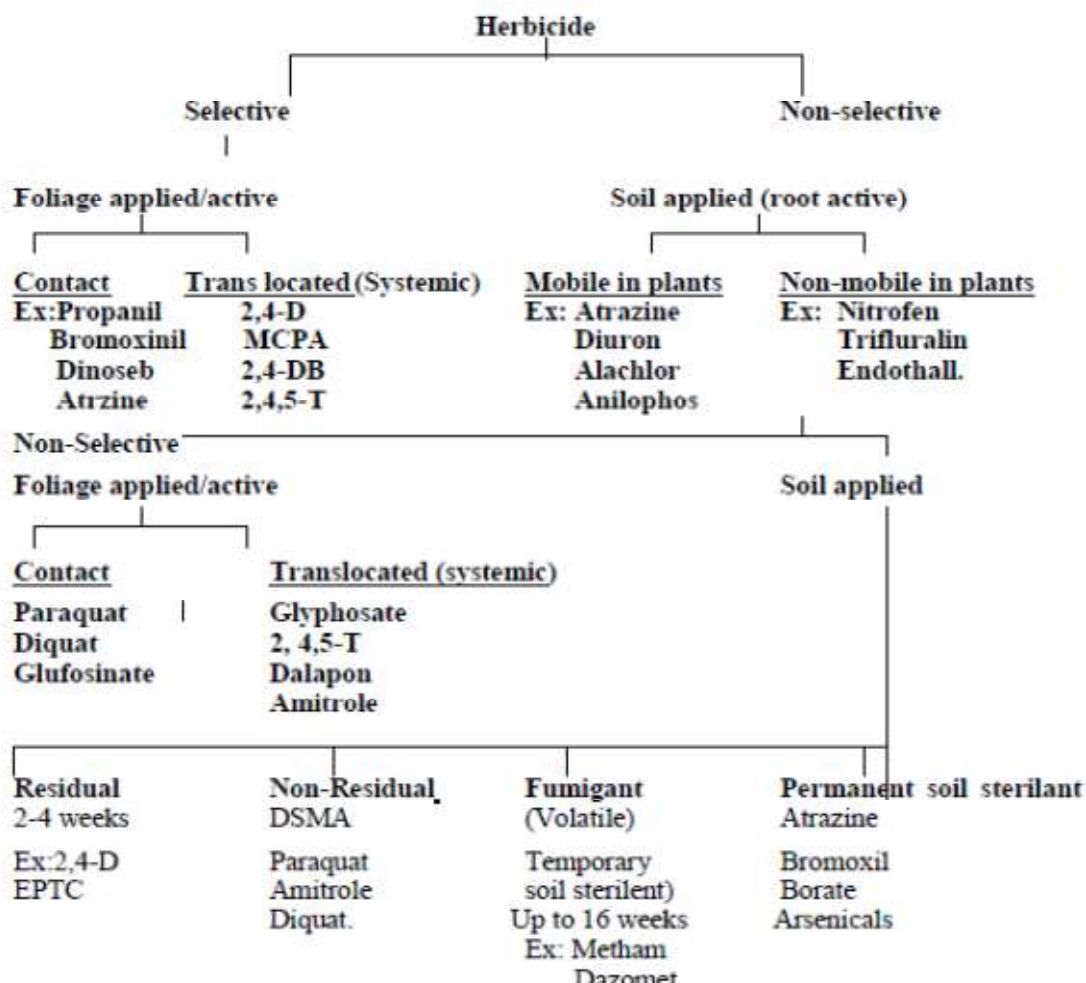 Herbicide
Selective Non-selective
Foliage applied/active Soil applied (root active)
Contact Trans located (Systemic) Mobile in plants Non-mobile in plants
Ex:Propanil 2,4-D Ex: Atrazine Ex: Nitrofen
Bromoxinil MCPA Diuron Trifluralin
Dinoseb 2,4-DB Alachlor Endothall.
Atrzine 2,4,5-T Anilophos
Non-Selective
Foliage applied/active Soil applied
Contact Translocated (systemic)
Paraquat Glyphosate
Diquat 2, 4,5-T
Glufosinate Dalapon
Amitrole
Residual Non-Residual Fumigant Permanent soil sterilant
2-4 weeks DSMA (Volatile) Atrazine
Ex:2,4-D Paraquat Temporary Bromoxil
EPTC Amitrole soil sterilent) Borate
Diquat. Up to 16 weeks Arsenicals
Ex: Metham
Dazomet